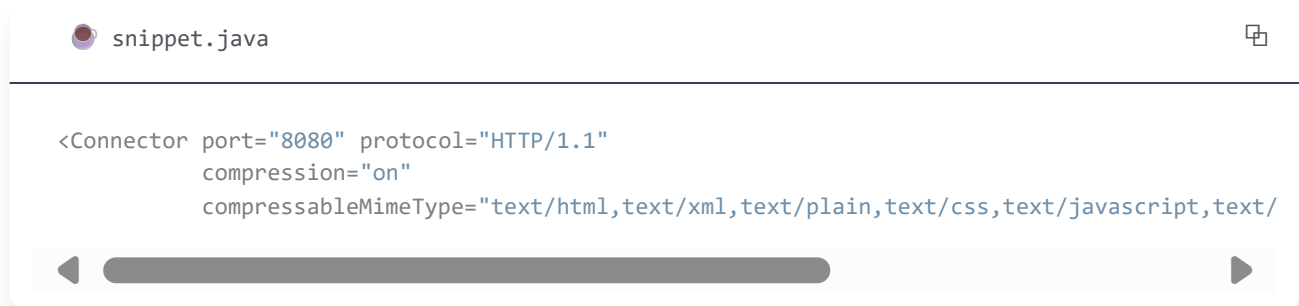 snippet.java
<Connector port="8080" protocol="HTTP/1.1"
compression="on"
compressableMimeType="text/html,text/xml,text/plain,text/css,text/javascript,text/